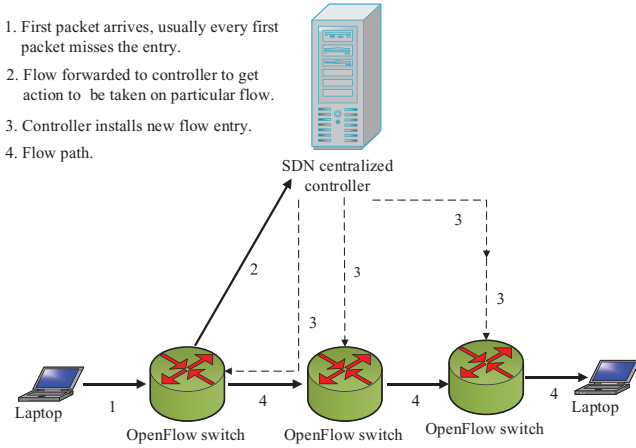 1. First packet arrives, usually every first
packet misses the entry.
2. Flow forwarded to controller to get
action to be taken on particular flow.
3. Controller installs new flow entry.
4. Flow path.
SDN centralized
controller
3
2
3
3
3
Laptop
1
OpenFlow switch
4
OpenFlow switch
4
OpenFlow switch
4
Laptop